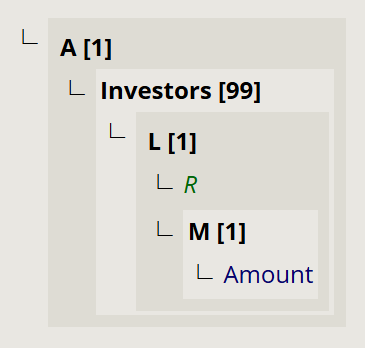 A [1]
Investors [99]
L [1]
R
M [1]
Amount